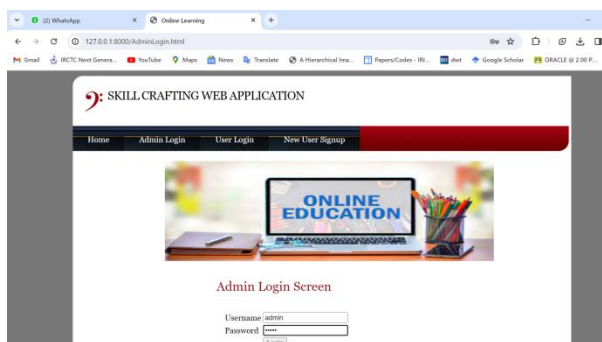 (2) WhatsApp
Online Learning
127.0.0.1:8000/AdminLogin.html
Gmail
IRCTC Next Genera...
YouTube
Maps
News
Translate
A Hierarchical Ima...
Papers/Codes - IRI...
dwt
Google Scholar
ORACLE @ 2.00 P...
SKILL CRAFTING WEB APPLICATION
Home Admin Login User Login New User Signup
ONLINE
EDUCATION
Admin Login Screen
Username admin
Password •••••
Login